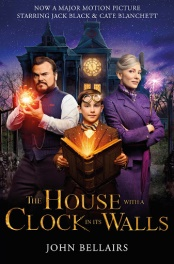 NOW A MAJOR MOTION PICTURE
STARRING JACK BLACK & CATE BLANCHETT
THE HOUSE WITH A
CLOCK IN ITS WALLS
JOHN BELLAIRS